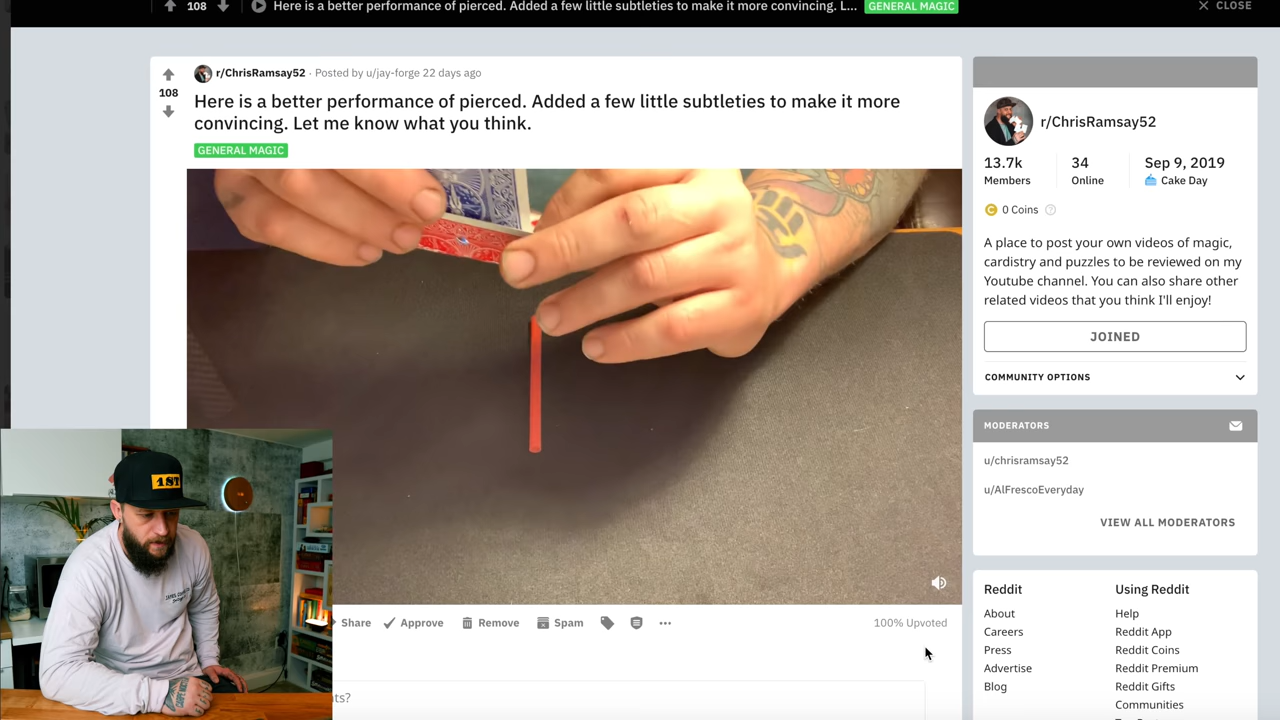 108 Here is a better performance of pierced. Added a few little subtleties to make it more convincing. L... GENERAL MAGIC CLOSE
r/ChrisRamsay52 · Posted by u/jay-forge 22 days ago
108
Here is a better performance of pierced. Added a few little subtleties to make it more
convincing. Let me know what you think.
GENERAL MAGIC
1ST
Share Approve Remove Spam ••• 100% Upvoted
ts?
r/ChrisRamsay52
13.7k 34 Sep 9, 2019
Members Online Cake Day
0 Coins
A place to post your own videos of magic,
cardistry and puzzles to be reviewed on my
Youtube channel. You can also share other
related videos that you think I'll enjoy!
JOINED
COMMUNITY OPTIONS
MODERATORS
u/chrisramsay52
u/AlFrescoEveryday
VIEW ALL MODERATORS
Reddit Using Reddit
About Help
Careers Reddit App
Press Reddit Coins
Advertise Reddit Premium
Blog Reddit Gifts
Communities